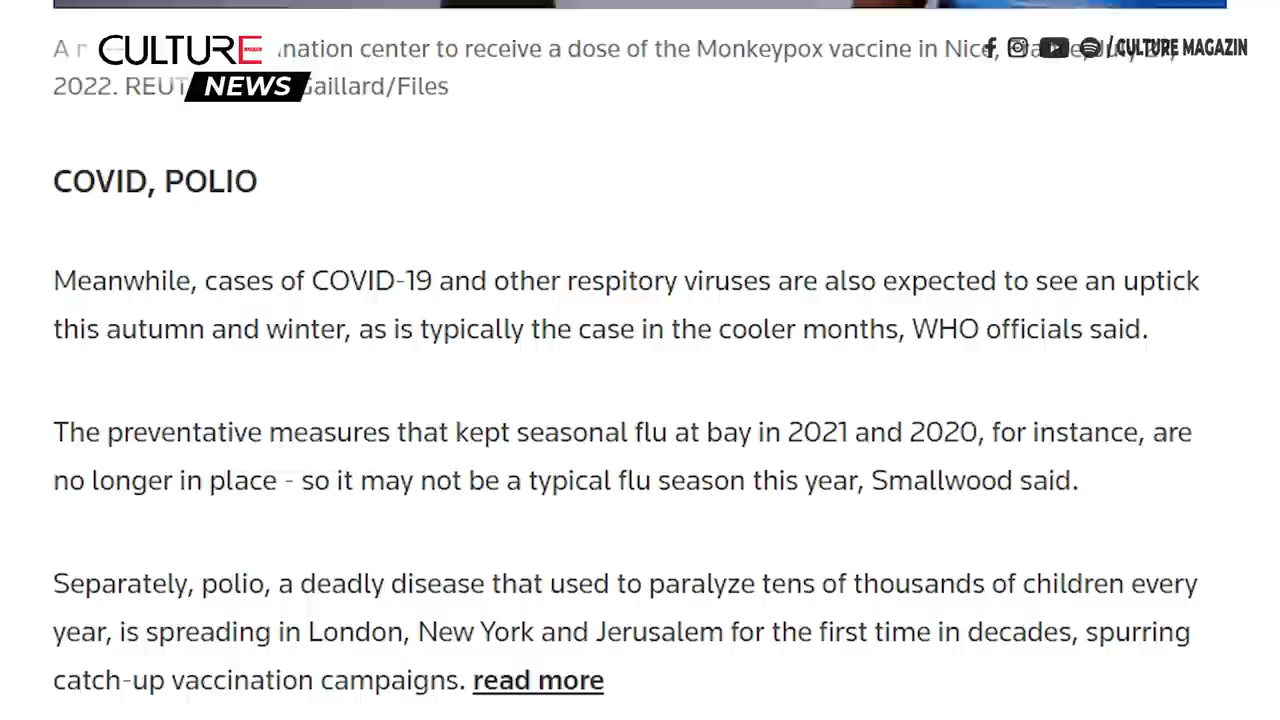 CULTURE
NEWS
/ CULTURE MAGAZIN
A nation center to receive a dose of the Monkeypox vaccine in Nice,
2022. Gaillard/Files
COVID, POLIO
Meanwhile, cases of COVID-19 and other respitory viruses are also expected to see an uptick
this autumn and winter, as is typically the case in the cooler months, WHO officials said.
The preventative measures that kept seasonal flu at bay in 2021 and 2020, for instance, are
no longer in place - so it may not be a typical flu season this year, Smallwood said.
Separately, polio, a deadly disease that used to paralyze tens of thousands of children every
year, is spreading in London, New York and Jerusalem for the first time in decades, spurring
catch-up vaccination campaigns. read more